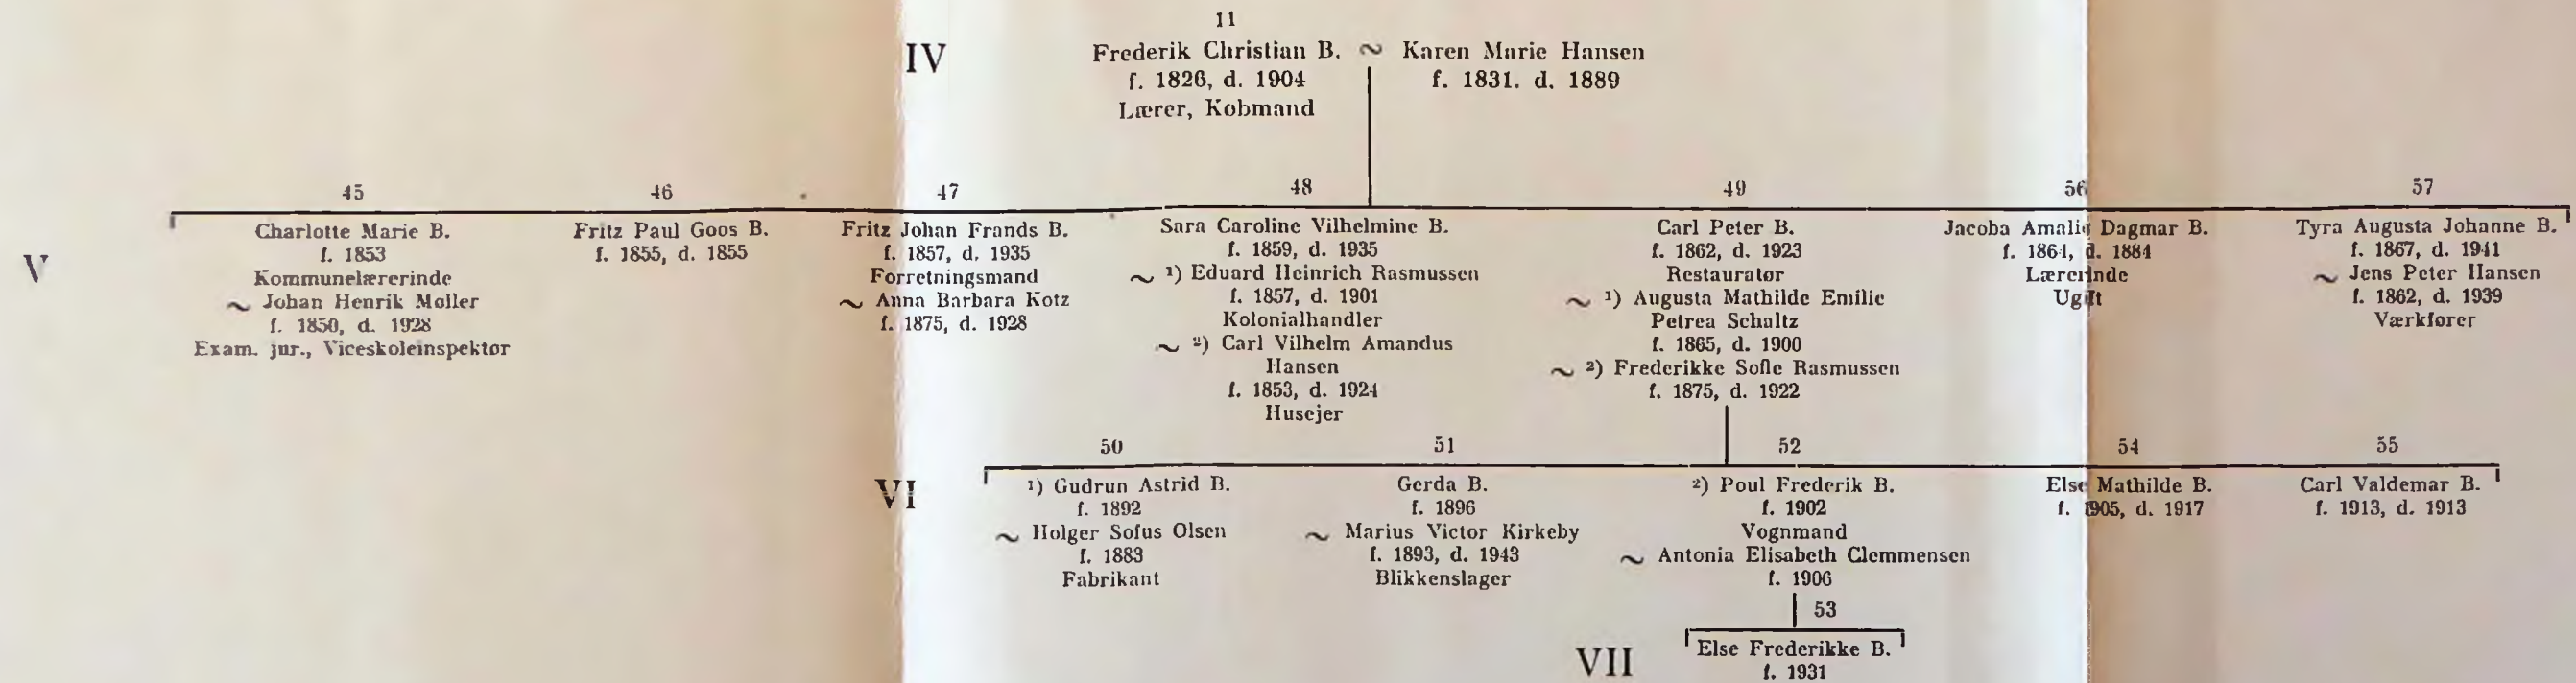 11
IV
Frederik Christian B. ~ Karen Marie Hansen
f. 1826, d. 1904
f. 1831. d. 1889
Lærer, Købmand
V
45
Charlotte Marie B.
f. 1853
Kommunelærerinde
~ Johan Henrik Møller
f. 1850, d. 1928
Exam. jur., Viceskoleinspektør
46
Fritz Paul Goos B.
f. 1855, d. 1855
47
Fritz Johan Frands B.
f. 1857, d. 1935
Forretningsmand
~ Anna Barbara Kotz
f. 1875, d. 1928
48
Sara Caroline Vilhelmine B.
f. 1859, d. 1935
~ ¹) Eduard Heinrich Rasmussen
f. 1857, d. 1901
Kolonialhandler
~ ²) Carl Vilhelm Amandus
Hansen
f. 1853, d. 1924
Husejer
49
Carl Peter B.
f. 1862, d. 1923
Restauratør
~ ¹) Augusta Mathilde Emilie
Petrea Schaltz
f. 1865, d. 1900
~ ²) Frederikke Sofie Rasmussen
f. 1875, d. 1922
56
Jacoba Amalie Dagmar B.
f. 1864, d. 1884
Lærerinde
Ugift
57
Tyra Augusta Johanne B.
f. 1867, d. 1941
~ Jens Peter Hansen
f. 1862, d. 1939
Værkfører
VI
50
¹) Gudrun Astrid B.
f. 1892
~ Holger Sofus Olsen
f. 1883
Fabrikant
51
Gerda B.
f. 1896
~ Marius Victor Kirkeby
f. 1893, d. 1943
Blikkenslager
52
²) Poul Frederik B.
f. 1902
Vognmand
~ Antonia Elisabeth Clemmensen
f. 1906
54
Else Mathilde B.
f. 1905, d. 1917
55
Carl Valdemar B.
f. 1913, d. 1913
53
VII
Else Frederikke B.
f. 1931